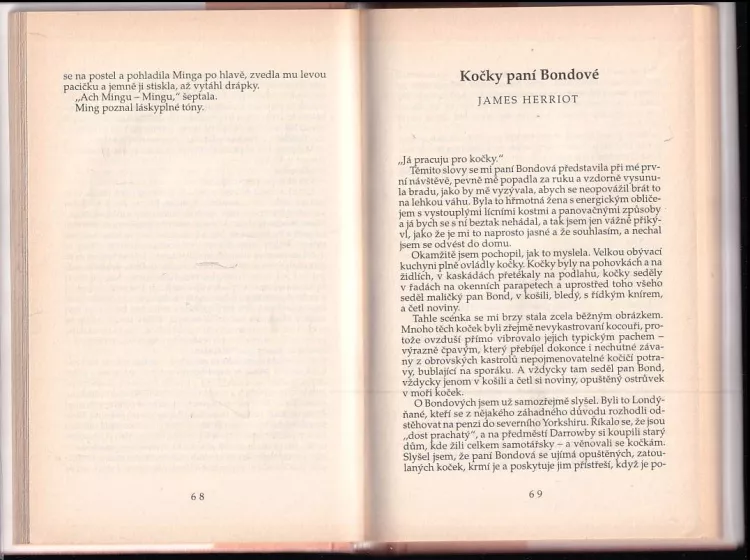 se na postel a pohladila Minga po hlavě, zvedla mu levou
pacičku a jemně ji stiskla, až vytáhl drápky.
„Ach Mingu – Mingu,“ šeptala.
Ming poznal láskyplné tóny.
68
Kočky paní Bondové
JAMES HERRIOT
„Já pracuju pro kočky.“
Těmito slovy se mi paní Bondová představila při mé prv-
ní návštěvě, pevně mě popadla za ruku a vzdorně vysunu-
la bradu, jako by mě vyzývala, abych se neopovážil brát to
na lehkou váhu. Byla to hřmotná žena s energickým obliče-
jem s vystouplými lícními kostmi a panovačnými způsoby
a já bych se s ní beztak nehádal, a tak jsem jen vážně přiký-
vl, jako že je mi to naprosto jasné a že souhlasím, a nechal
jsem se odvést do domu.
Okamžitě jsem pochopil, jak to myslela. Velkou obývací
kuchyni plně ovládly kočky. Kočky byly na pohovkách a na
židlích, v kaskádách přetékaly na podlahu, kočky seděly
v řadách na okenních parapetech a uprostřed toho všeho
seděl maličký pan Bond, v košili, bledý, s řídkým knírem,
a četl noviny.
Tahle scénka se mi brzy stala zcela běžným obrázkem.
Mnoho těch koček byli zřejmě nevykastrovaní kocouři, pro-
tože ovzduší přímo vibrovalo jejich typickým pachem –
výrazně čpavým, který přebíjel dokonce i nechutné záva-
ny z obrovských kastrolů nepojmenovatelné kočičí potra-
vy, bublající na sporáku. A vždycky tam seděl pan Bond,
vždycky jenom v košili a četl si noviny, opuštěný ostrůvek
v moři koček.
O Bondových jsem už samozřejmě slyšel. Byli to Londý-
ňané, kteří se z nějakého záhadného důvodu rozhodli od-
stěhovat na penzi do severního Yorkshiru. Říkalo se, že jsou
„dost prachatý“, a na předměstí Darrowby si koupili starý
dům, kde žili celkem samotářsky – a věnovali se kočkám.
Slyšel jsem, že paní Bondová se ujímá opuštěných, zatou-
laných koček, krmí je a poskytuje jim přístřeší, když je po-
69